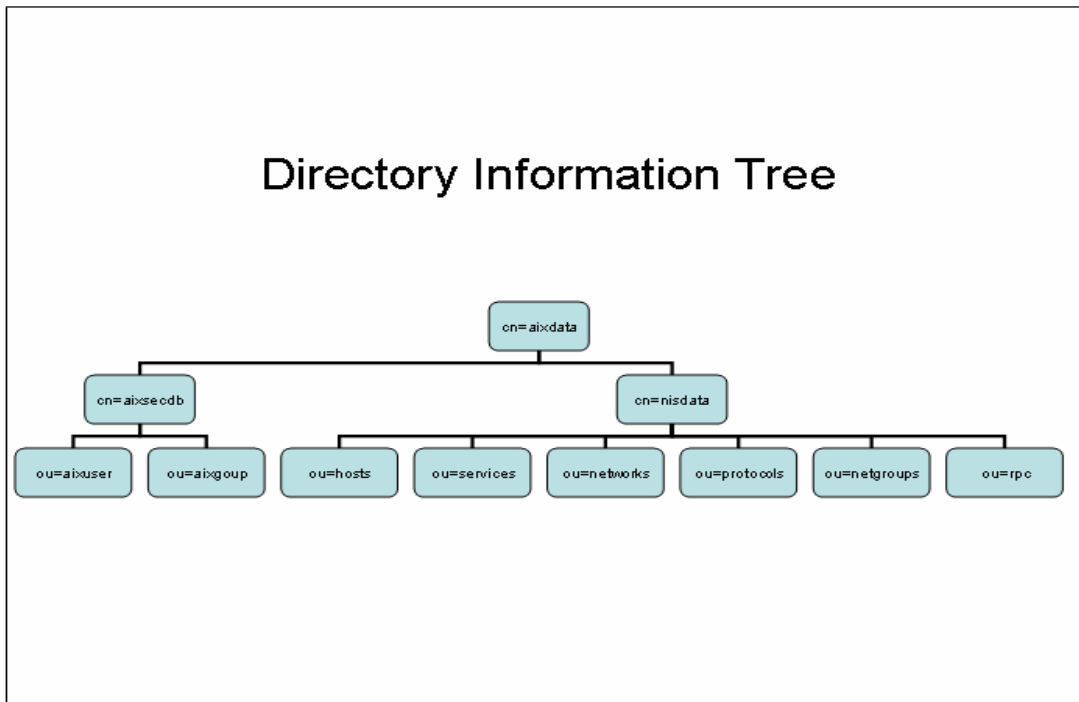 Directory Information Tree
cn=aixdata
cn=aixsecdb
cn=nisdata
ou=aixuser
ou=aixgoup
ou=hosts
ou=services
ou=networks
ou=protocols
ou=netgroups
ou=rpc